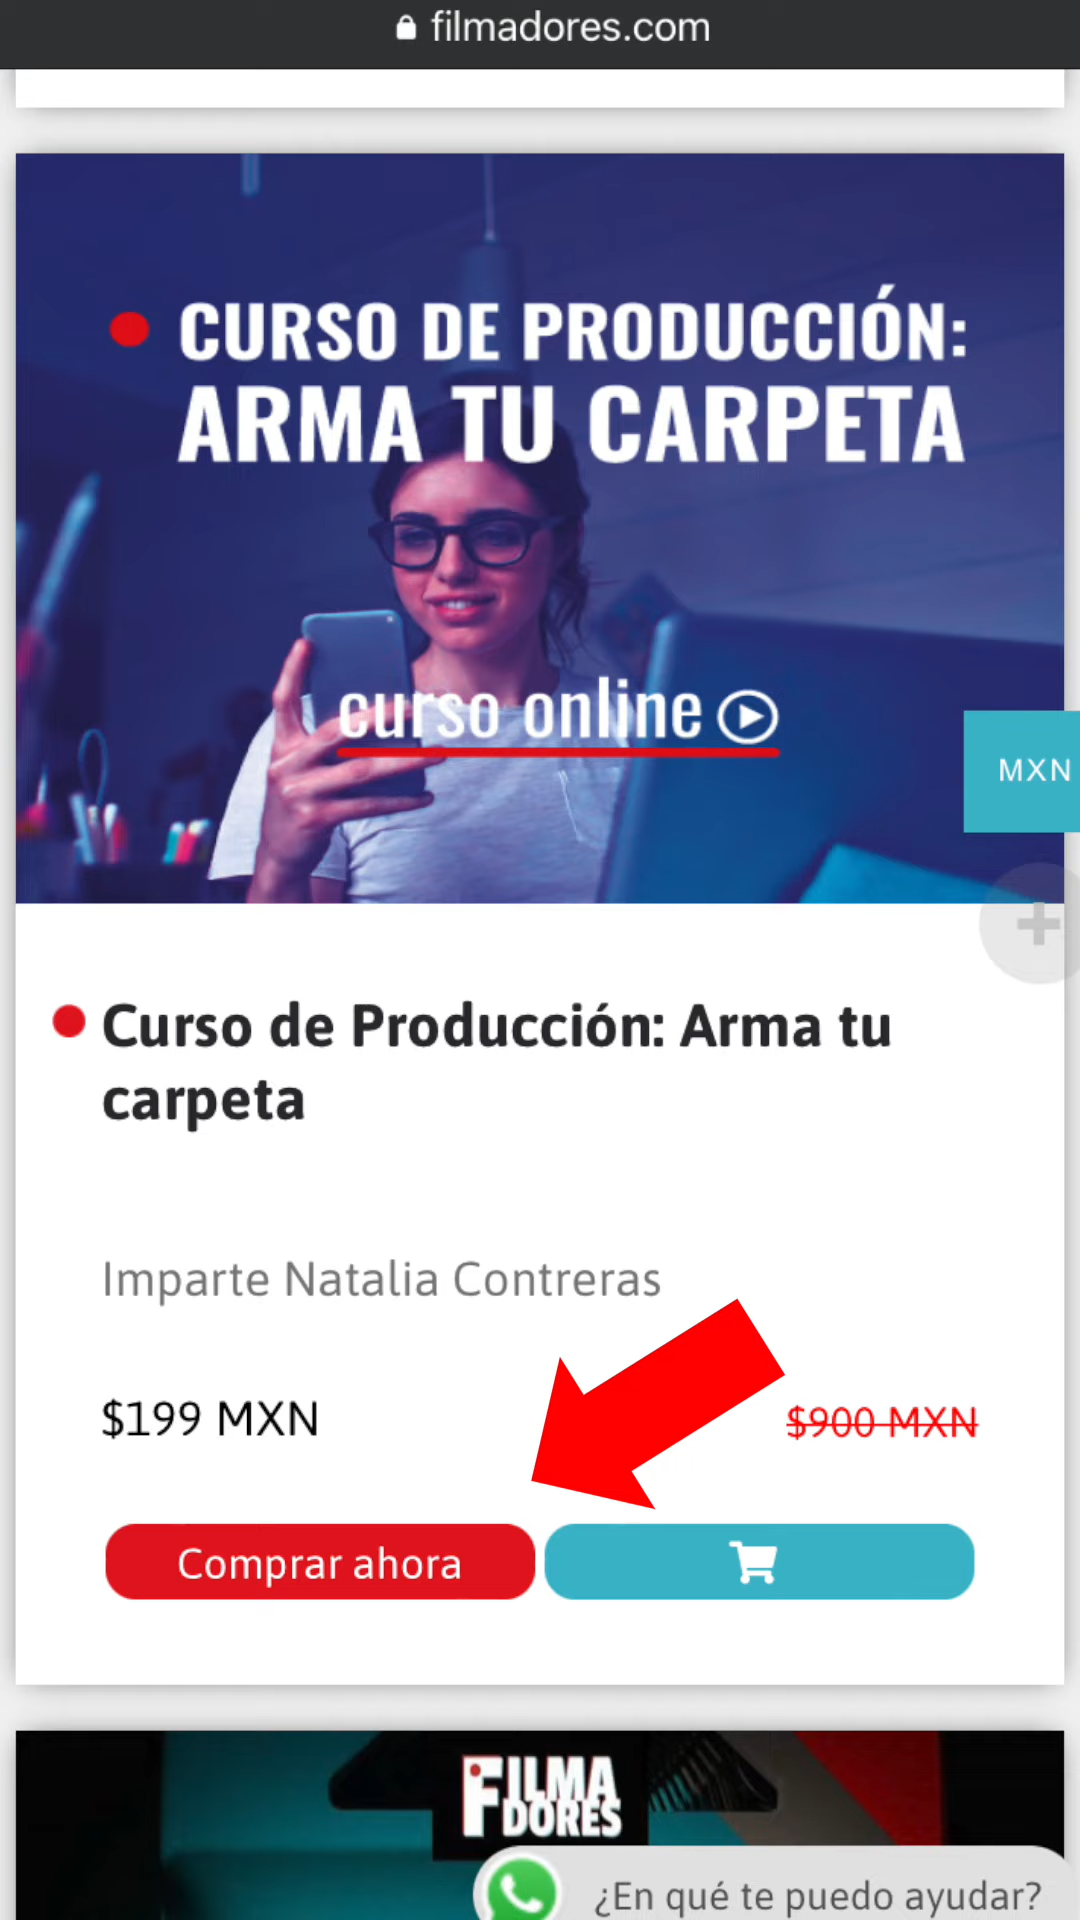 filmadores.com
CURSO DE PRODUCCIÓN:
ARMA TU CARPETA
curso online
MXN
Curso de Producción: Arma tu
carpeta
Imparte Natalia Contreras
$199 MXN
$900 MXN
Comprar ahora
FILMA
DORES
¿En qué te puedo ayudar?